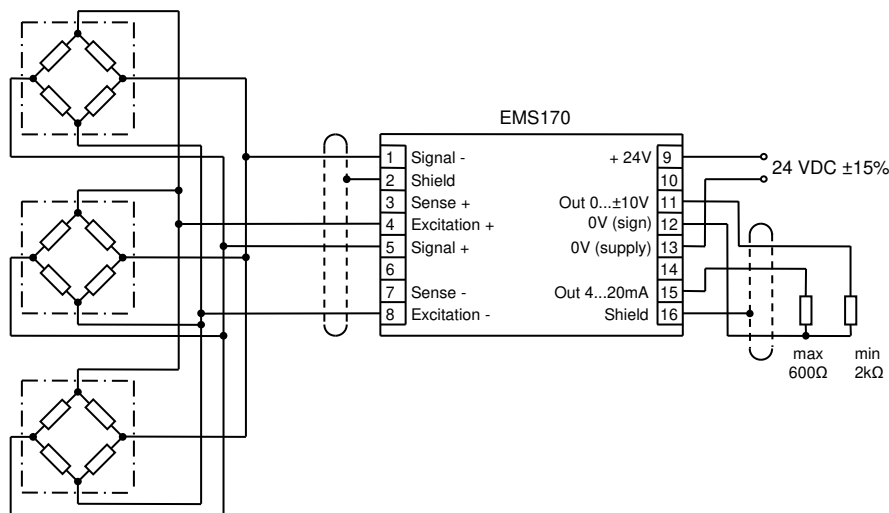 EMS170
1 Signal - + 24V 9
2 Shield 10
3 Sense + Out 0...±10V 11
4 Excitation + 0V (sign) 12
5 Signal + 0V (supply) 13
6 14
7 Sense - Out 4...20mA 15
8 Excitation - Shield 16
24 VDC ±15%
max
600Ω
min
2kΩ